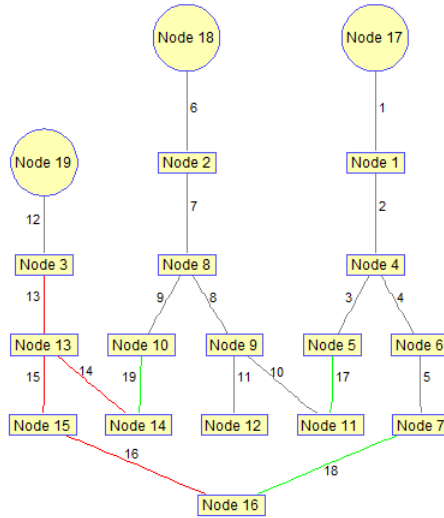 Node 18
Node 17
6
1
Node 19
Node 2
Node 1
12
7
2
Node 3
Node 8
Node 4
13
9
8
3
4
Node 13
Node 10
Node 9
Node 5
Node 6
15
14
19
11
10
17
5
Node 15
Node 14
Node 12
Node 11
Node 7
16
18
Node 16